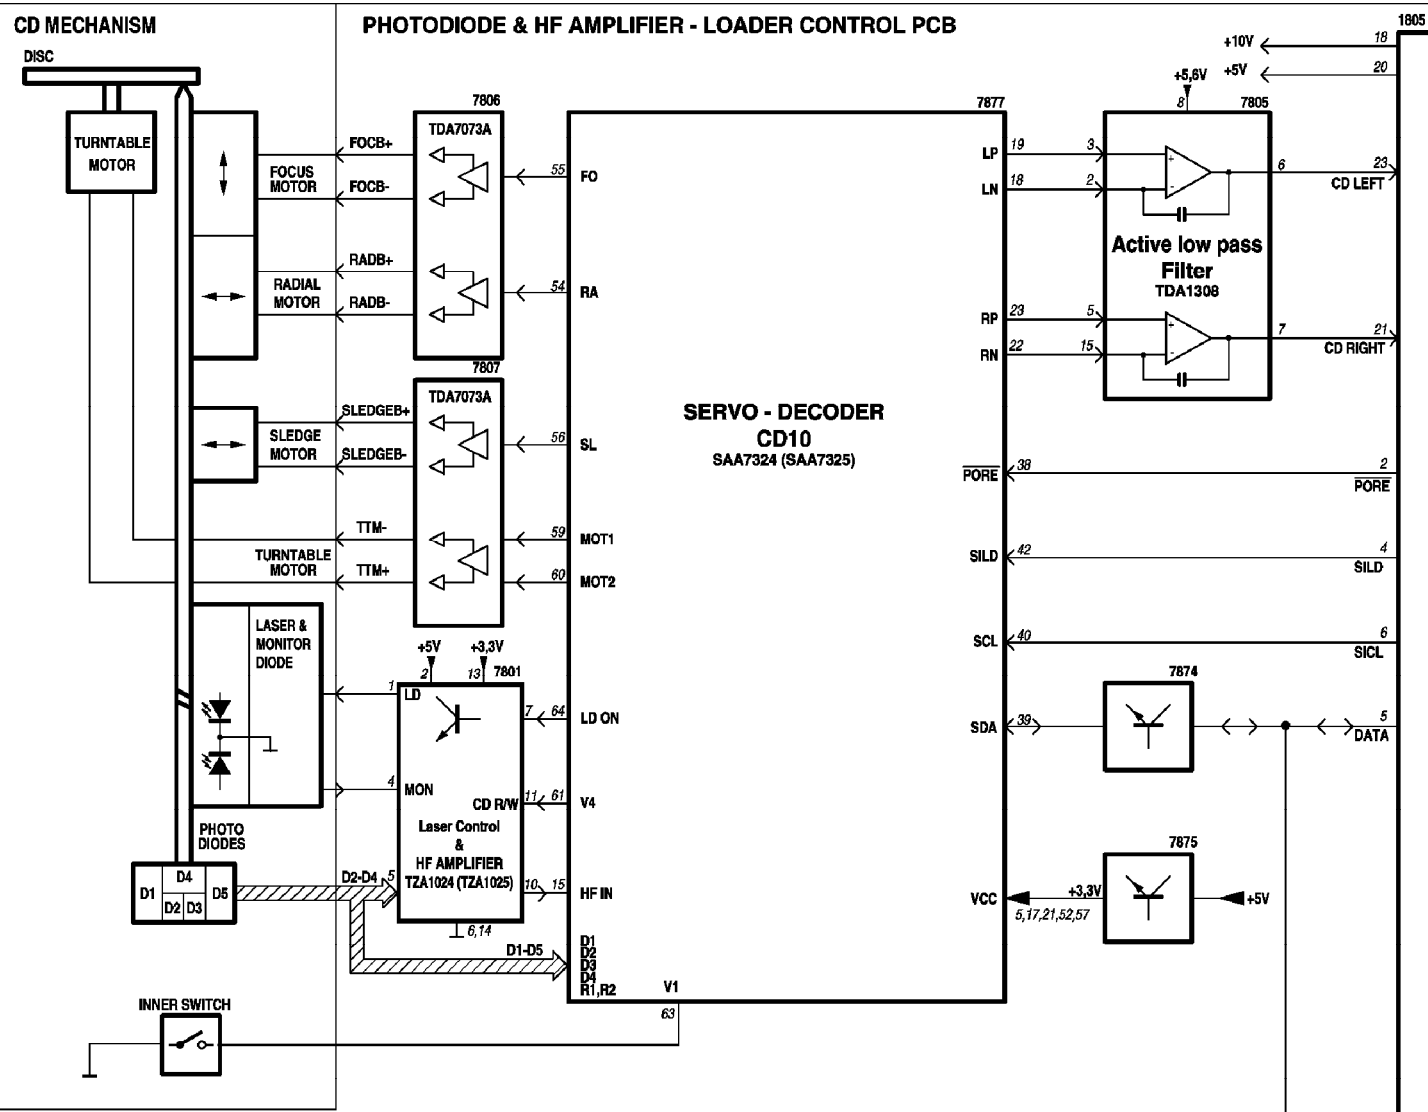 CD MECHANISM
PHOTODIODE & HF AMPLIFIER - LOADER CONTROL PCB
1805
DISC
TURNTABLE
MOTOR
FOCUS
MOTOR
RADIAL
MOTOR
FOCB+
FOCB-
RADB+
RADB-
7806
TDA7073A
55
FO
54
RA
SLEDGE
MOTOR
SLEDGEB+
SLEDGEB-
TURNTABLE
MOTOR
TTM-
TTM+
7807
TDA7073A
56
SL
59
MOT1
60
MOT2
LASER &
MONITOR
DIODE
+5V
+3,3V
2
13
7801
1
LD
4
MON
7
64
LD ON
CD R/W
11
61
V4
Laser Control
&
HF AMPLIFIER
TZA1024 (TZA1025)
10
15
HF IN
6,14
PHOTO
DIODES
D1
D4
D2
D3
D5
D2-D4
5
D1-D5
D1
D2
D3
D4
R1,R2
V1
63
INNER SWITCH
7877
SERVO - DECODER
CD10
SAA7324 (SAA7325)
LP
19
3
LN
18
2
RP
23
5
RN
22
15
+5,6V
8
7805
Active low pass
Filter
TDA1308
6
7
+10V
18
+5V
20
23
CD LEFT
21
CD RIGHT
PORE
38
2
PORE
SILD
42
4
SILD
SCL
40
6
SICL
SDA
39
7874
5
DATA
7875
VCC
+3,3V
5,17,21,52,57
+5V